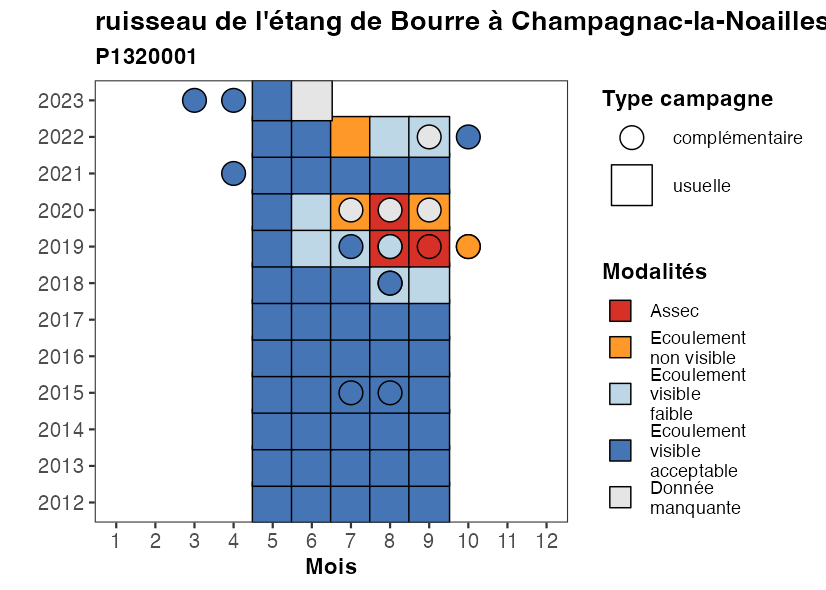 ruisseau de l'étang de Bourre à Champagnac-la-Noailles
P1320001
2023
2022
2021
2020
2019
2018
2017
2016
2015
2014
2013
2012
1 2 3 4 5 6 7 8 9 10 11 12
Mois
Type campagne
complémentaire
usuelle
Modalités
Assec
Ecoulement
non visible
Ecoulement
visible
faible
Ecoulement
visible
acceptable
Donnée
manquante